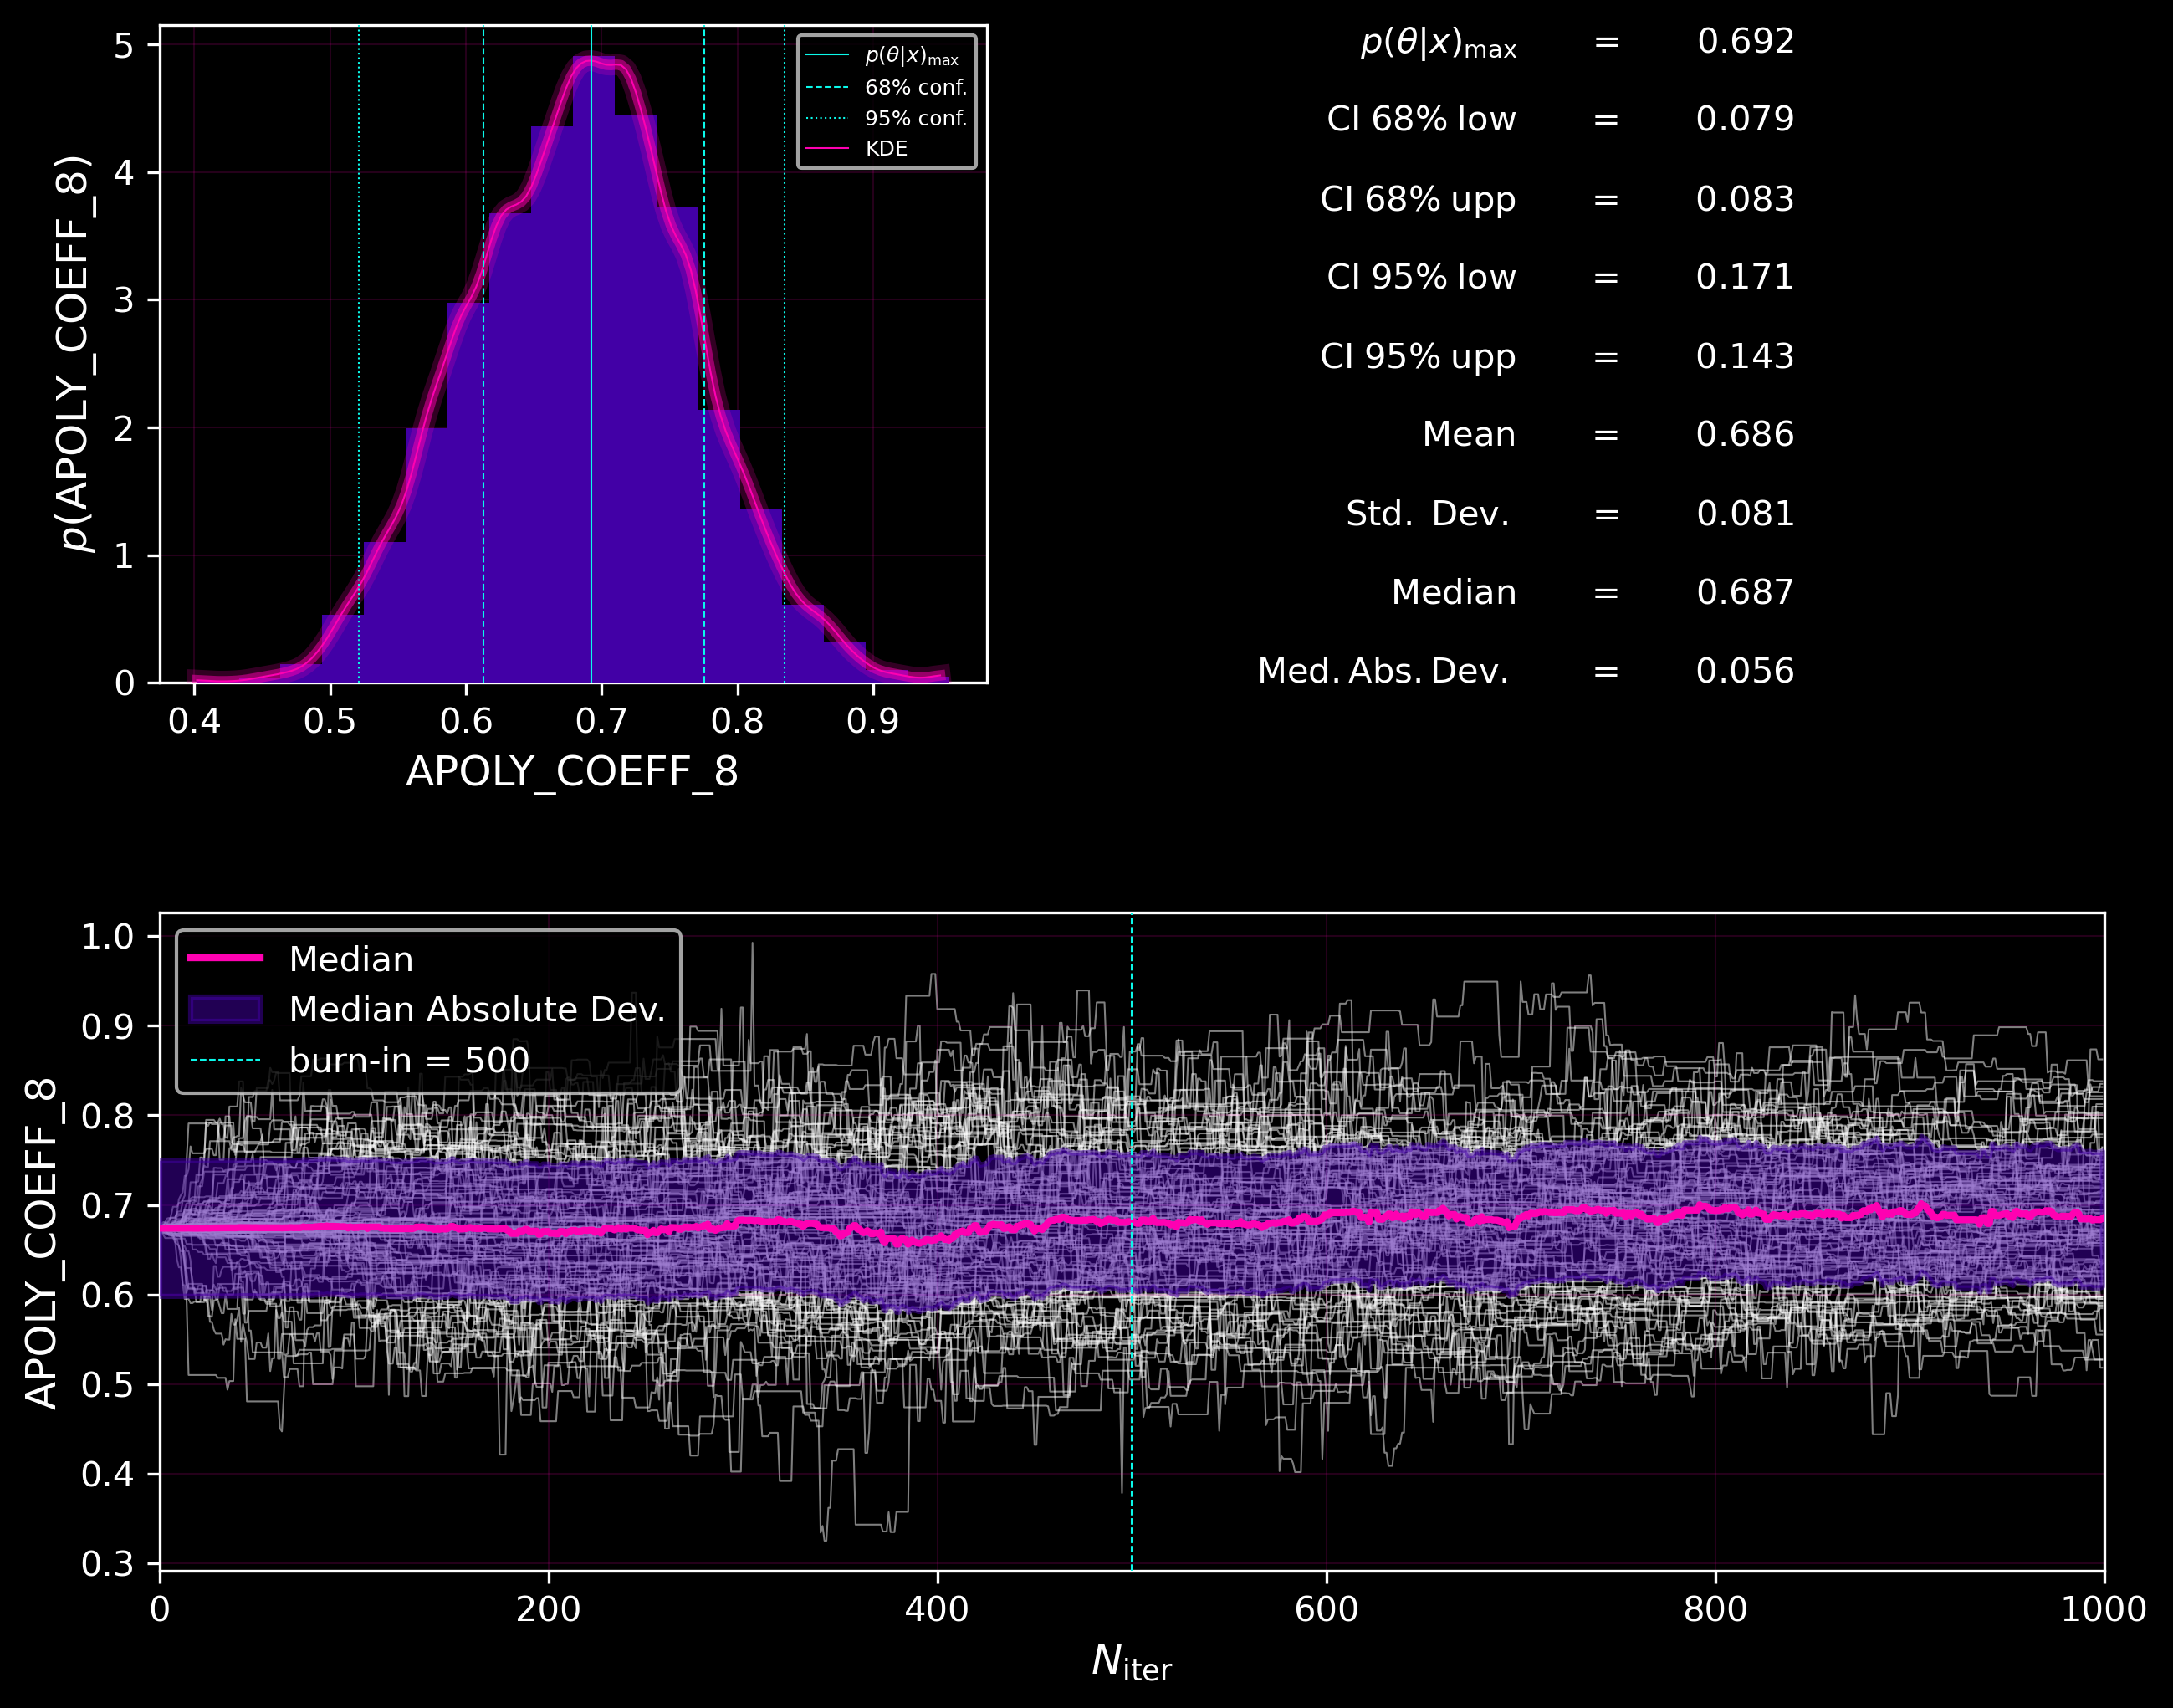 5
4
3
2
1
0
p(APOLY_COEFF_8)
0.4 0.5 0.6 0.7 0.8 0.9
APOLY_COEFF_8
p(θ|x)max
68% conf.
95% conf.
KDE
p(θ|x)max = 0.692
CI 68% low = 0.079
CI 68% upp = 0.083
CI 95% low = 0.171
CI 95% upp = 0.143
Mean = 0.686
Std. Dev. = 0.081
Median = 0.687
Med. Abs. Dev. = 0.056
1.0
0.9
0.8
0.7
0.6
0.5
0.4
0.3
APOLY_COEFF_8
Median
Median Absolute Dev.
burn-in = 500
0 200 400 600 800 1000
Niter